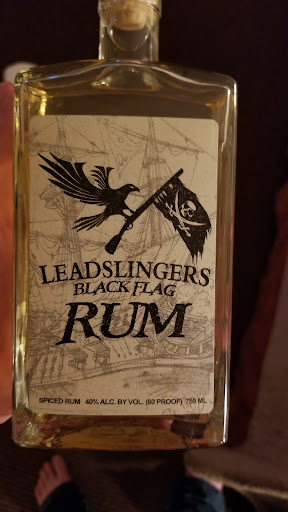 LEADSLINGERS
BLACK FLAG
RUM
SPICED RUM 40% ALC. BY VOL. (80 PROOF) 750 ML